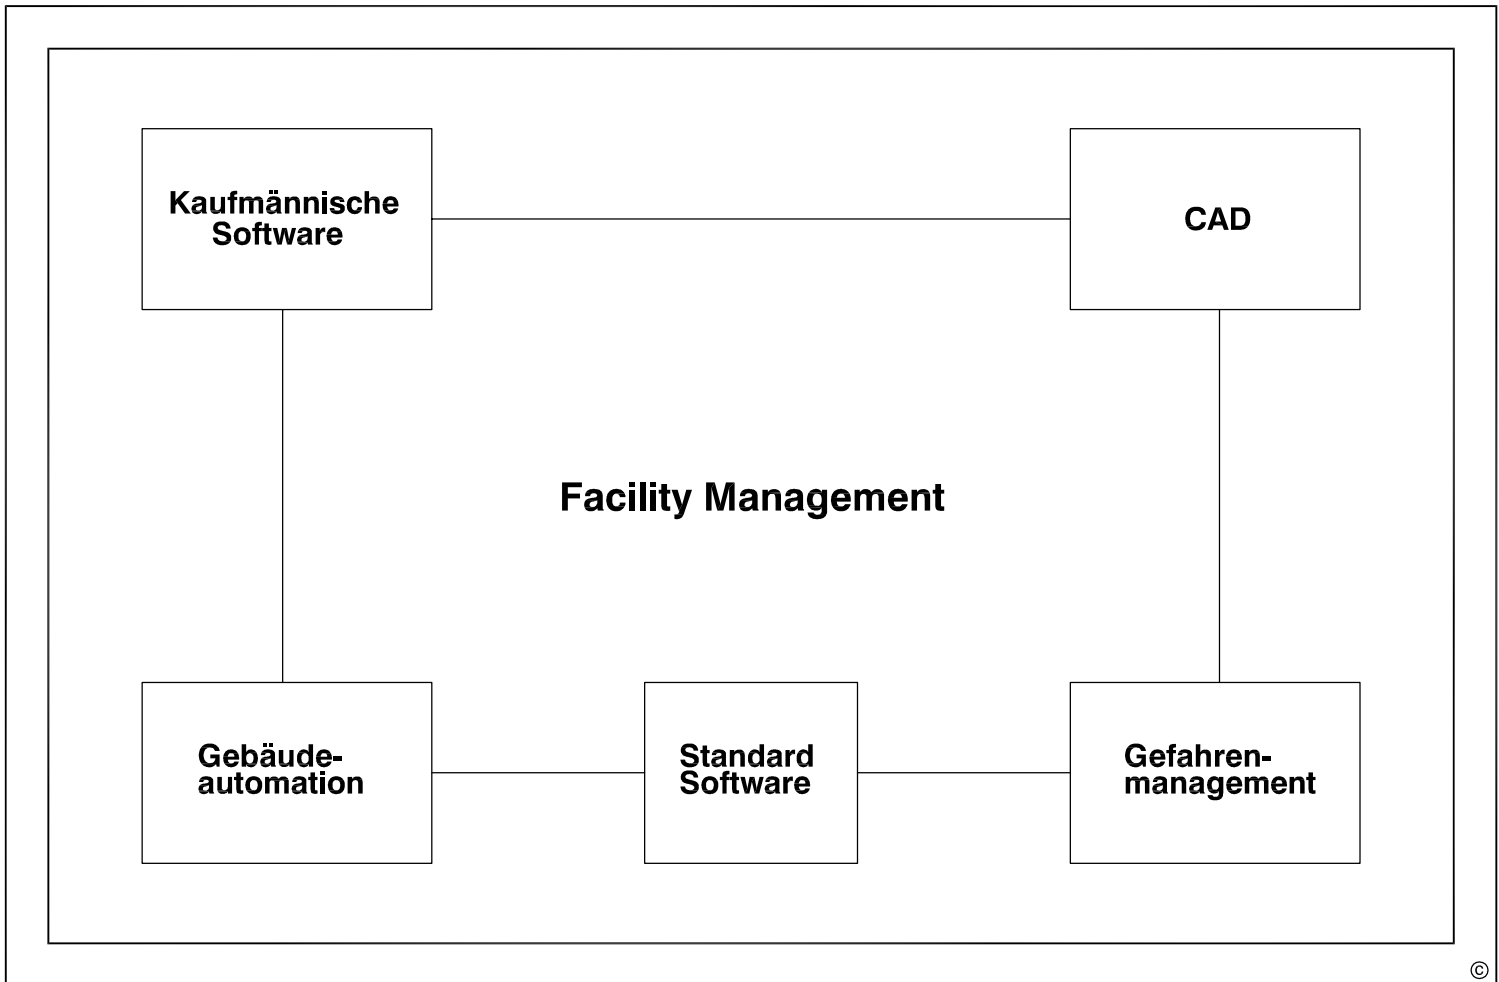 Kaufmännische
Software
CAD
Facility Management
Gebäude-
automation
Standard
Software
Gefahren-
management
©